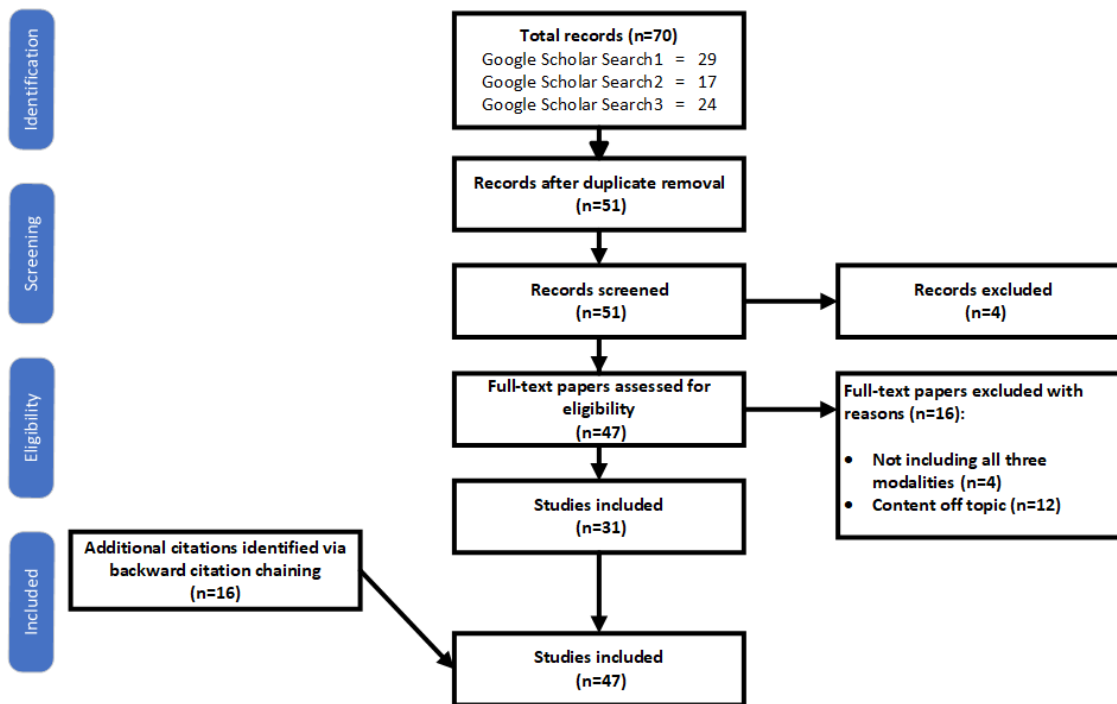 Identification
Total records (n=70)
Google Scholar Search1 = 29
Google Scholar Search2 = 17
Google Scholar Search3 = 24
Records after duplicate removal
(n=51)
Screening
Records screened
(n=51)
Records excluded
(n=4)
Eligibility
Full-text papers assessed for
eligibility
(n=47)
Full-text papers excluded with
reasons (n=16):
• Not including all three
modalities (n=4)
• Content off topic (n=12)
Studies included
(n=31)
Included
Additional citations identified via
backward citation chaining
(n=16)
Studies included
(n=47)